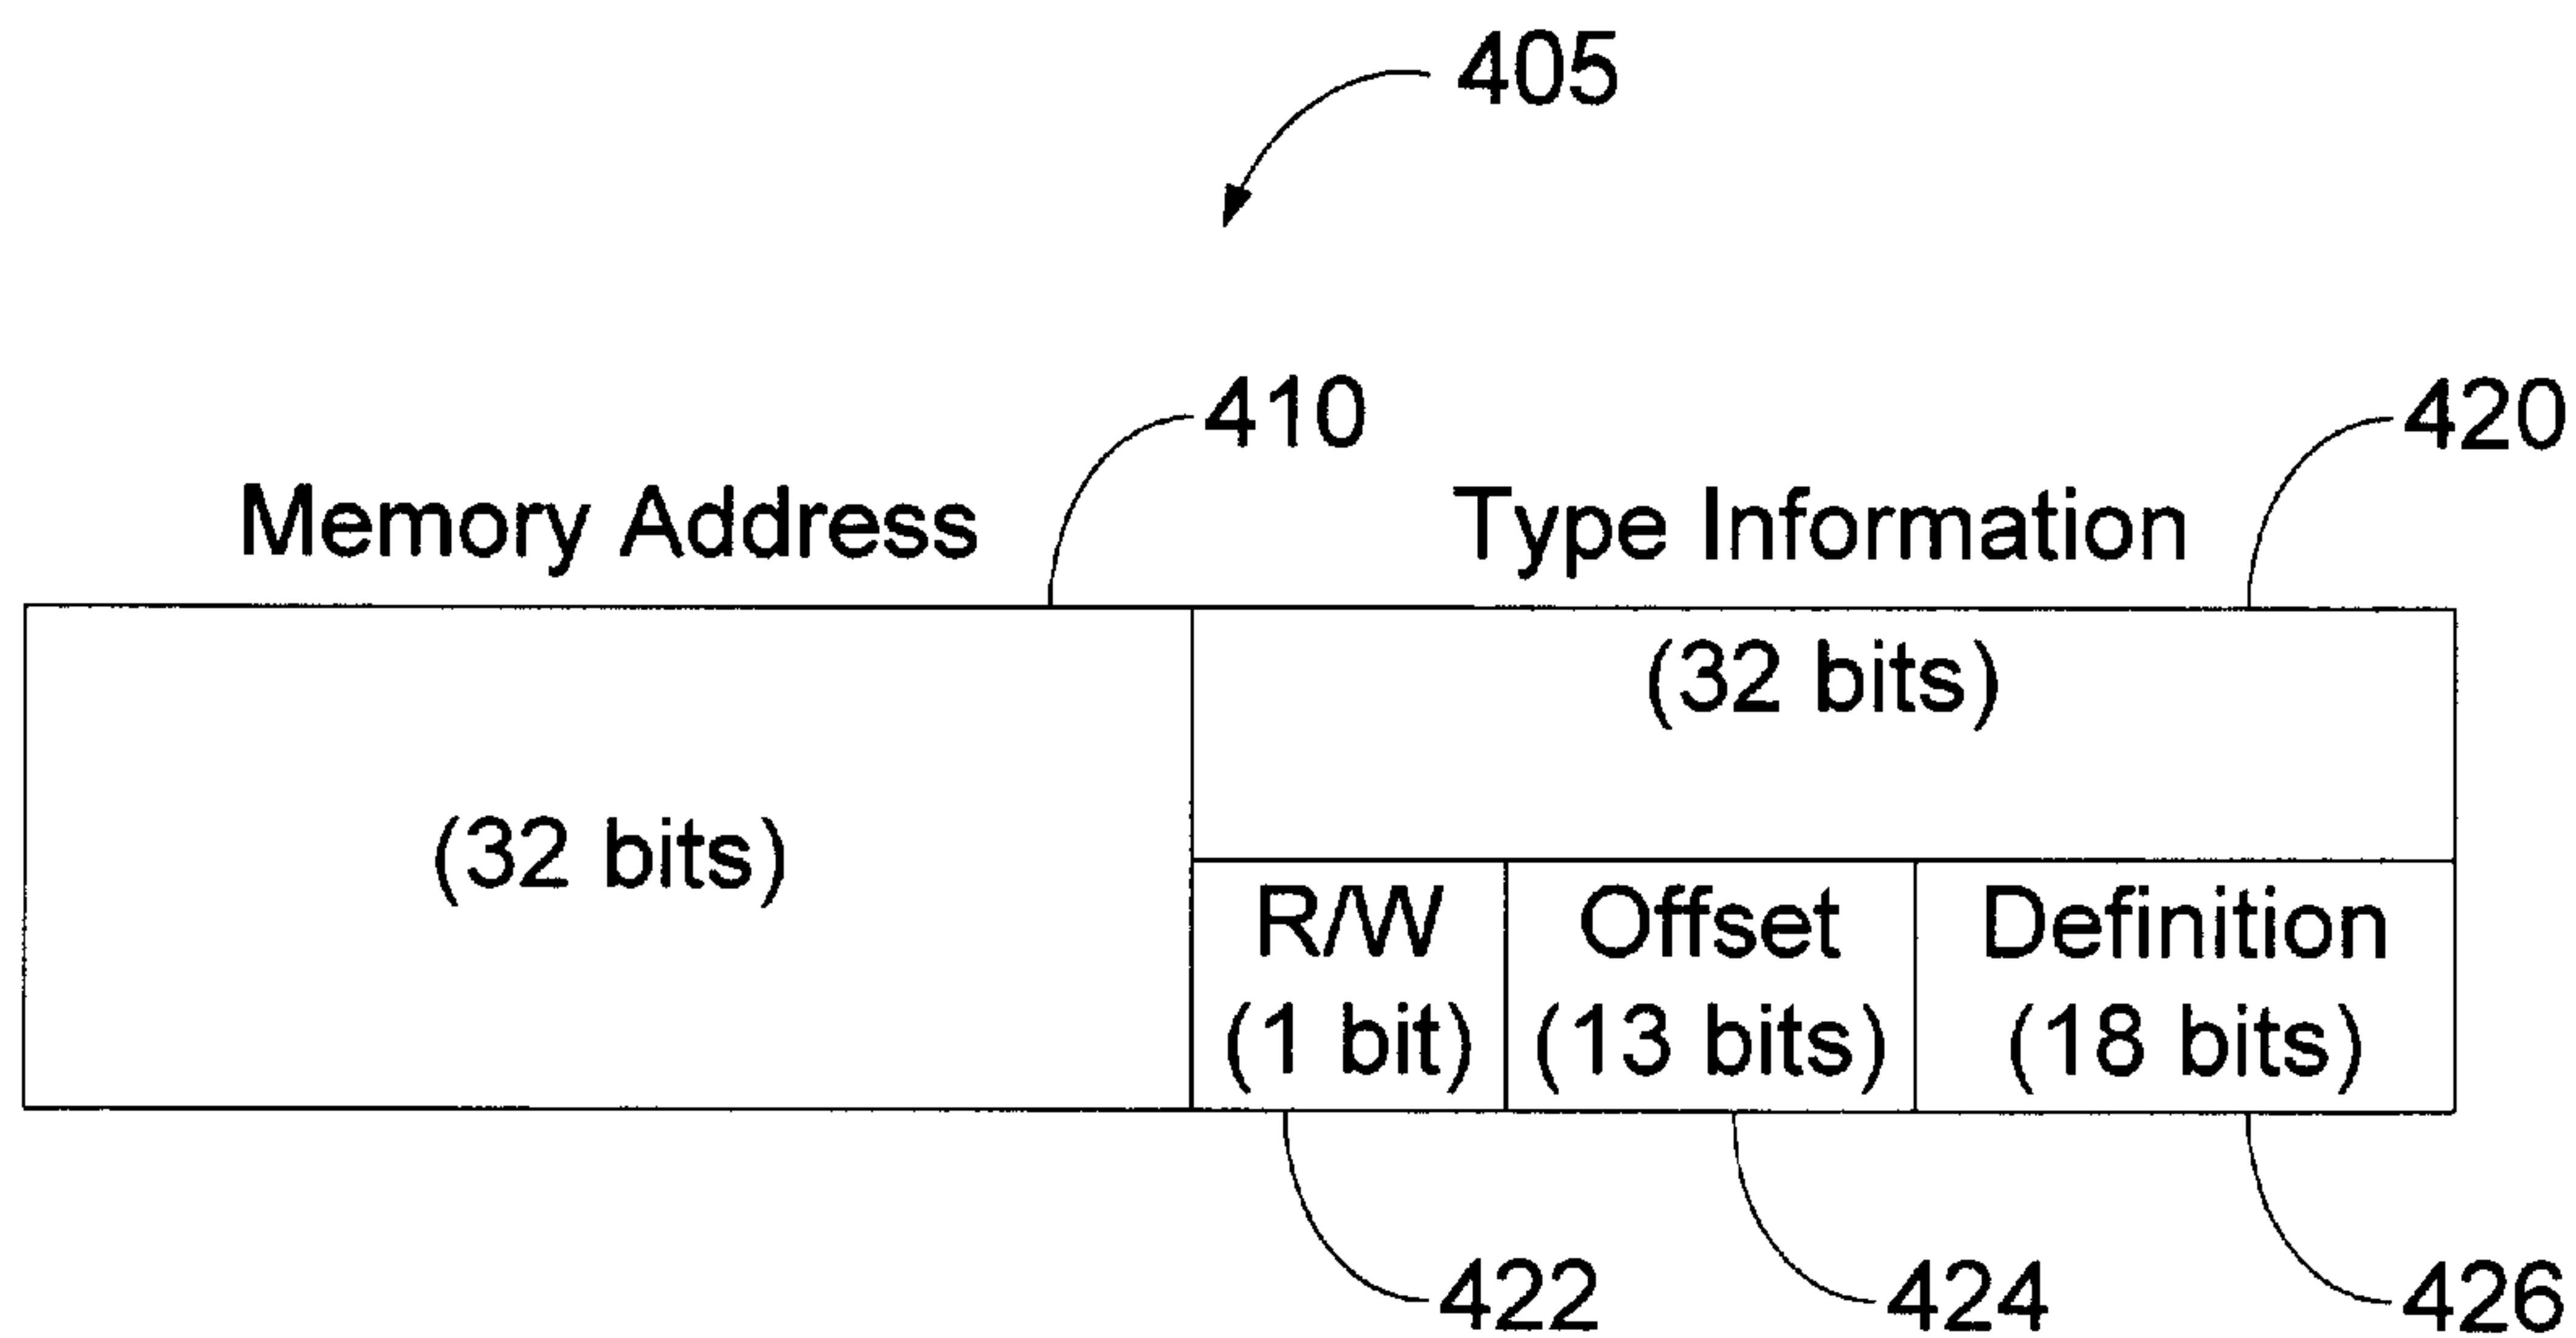 405
410
420
Memory Address
Type Information
(32 bits)
(32 bits)
R/W
Offset
Definition
(1 bit)
(13 bits)
(18 bits)
422
424
426